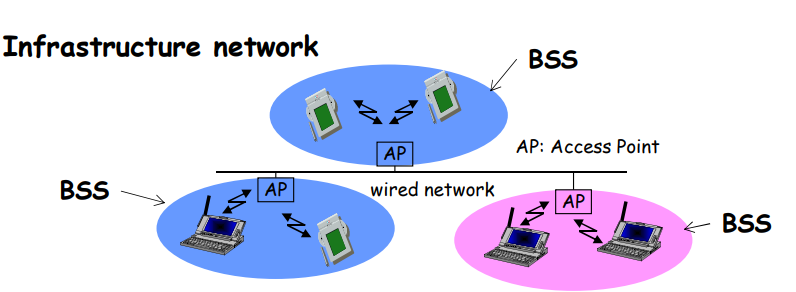 Infrastructure network
BSS
AP: Access Point
AP
wired network
BSS
AP
AP
BSS